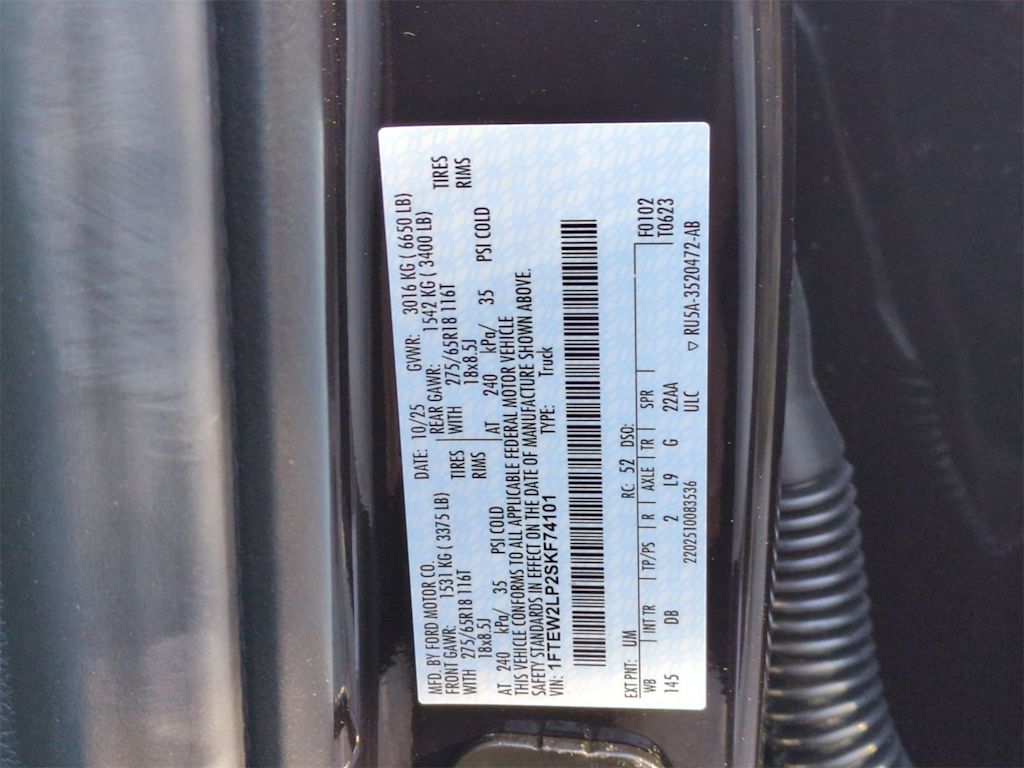 MFD. BY FORD MOTOR CO.
DATE: 10/25 GVWR: 3016 KG ( 6650 LB)
FRONT GAWR: 1531 KG ( 3375 LB)
REAR GAWR: 1542 KG ( 3400 LB)
WITH 275/65R18 116T TIRES
WITH 275/65R18 116T TIRES
18x8.5J RIMS
18x8.5J RIMS
AT 240 kPa/ 35 PSI COLD
AT 240 kPa/ 35 PSI COLD
THIS VEHICLE CONFORMS TO ALL APPLICABLE FEDERAL MOTOR VEHICLE
SAFETY STANDARDS IN EFFECT ON THE DATE OF MANUFACTURE SHOWN ABOVE.
VIN: 1FTEW2LP2SKF74101 TYPE: Truck
EXT PNT: UM RC: 52 DSO:
WB INT TR TP/PS R AXLE TR SPR F0102
145 DB 2 L9 G 22AA T0623
2202510083536 ULC ▽ RU5A-3520472-AB